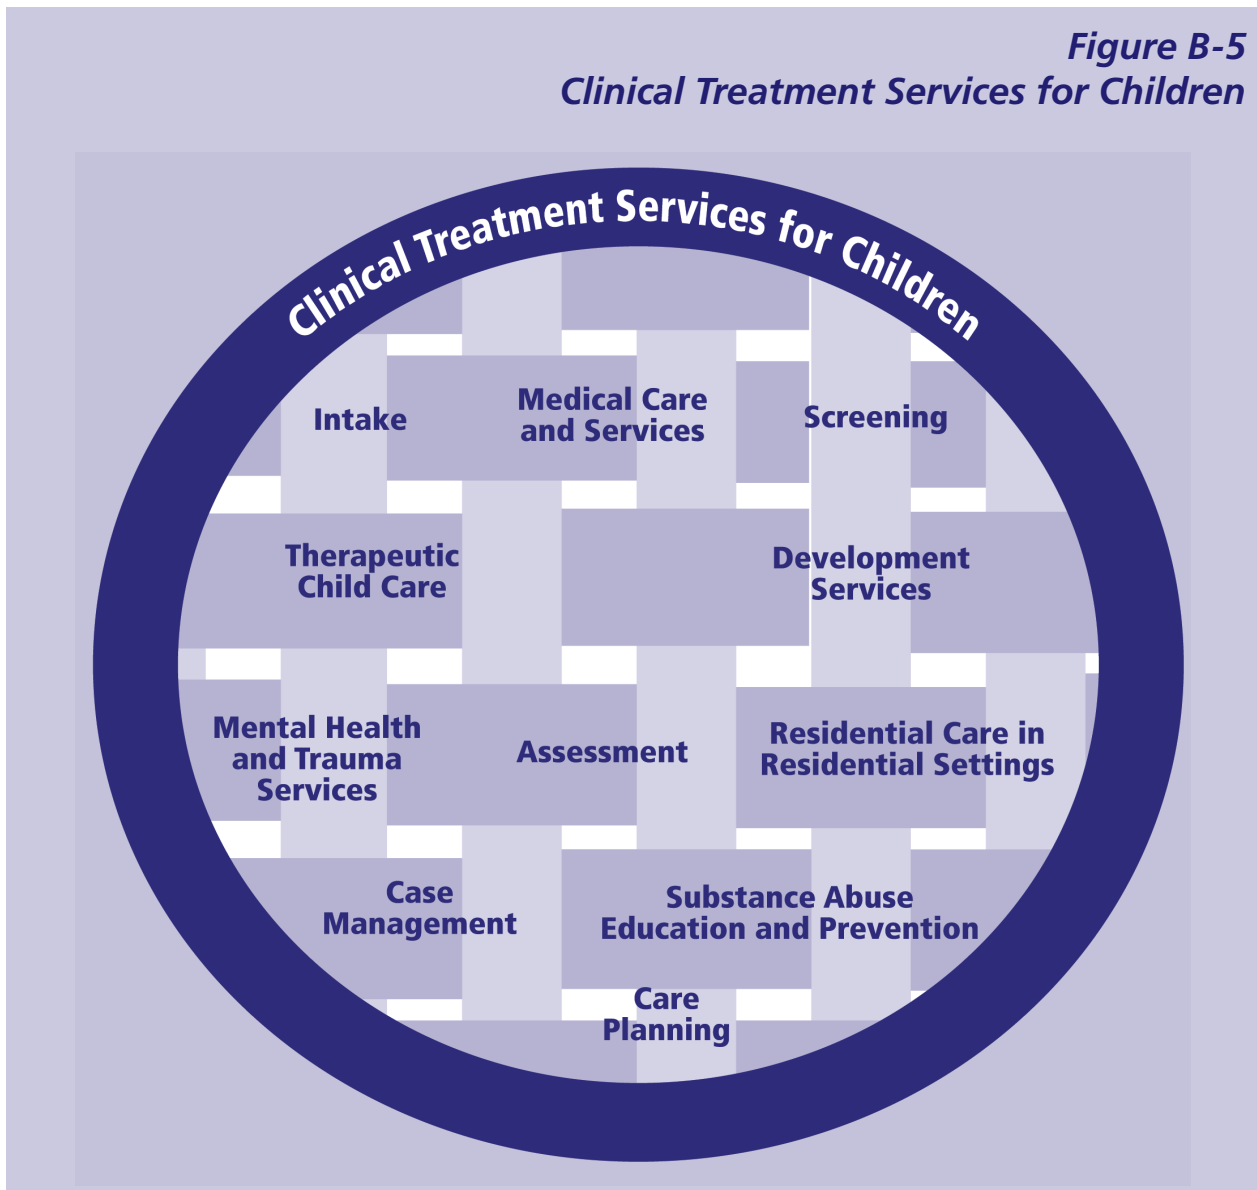 Figure B-5
Clinical Treatment Services for Children
Clinical Treatment Services for Children
Intake
Medical Care
and Services
Screening
Therapeutic
Child Care
Development
Services
Mental Health
and Trauma
Services
Assessment
Residential Care in
Residential Settings
Case
Management
Substance Abuse
Education and Prevention
Care
Planning